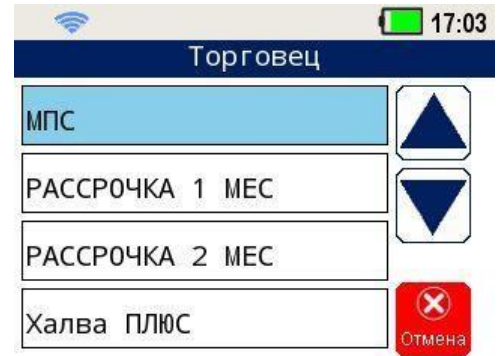 17:03
Торговец
МПС
РАССРОЧКА 1 МЕС
РАССРОЧКА 2 МЕС
Халва ПЛЮС
Отмена